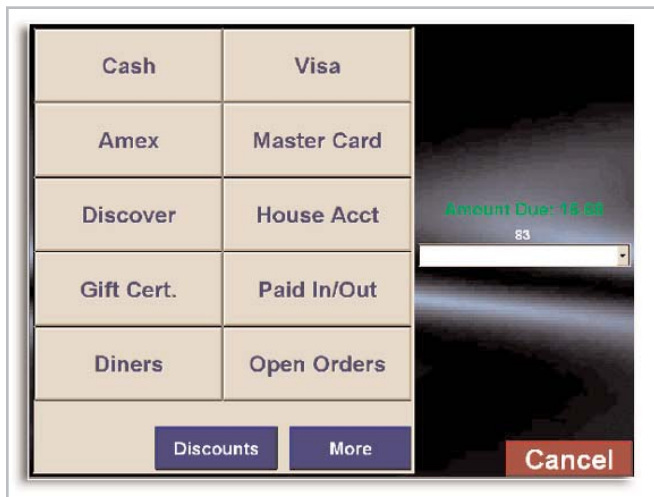 Cash Visa
Amex Master Card
Discover House Acct
Amount Due:
83
Gift Cert. Paid In/Out
Diners Open Orders
Discounts More
Cancel